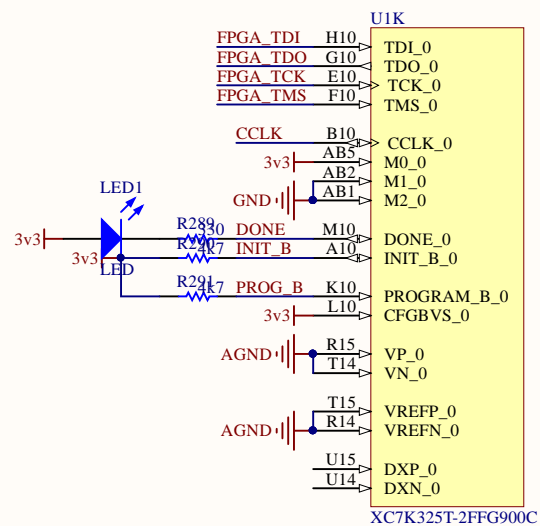 U1K
FPGA_TDI H10 TDI_0
FPGA_TDO G10 TDO_0
FPGA_TCK E10 TCK_0
FPGA_TMS F10 TMS_0
CCLK B10 CCLK_0
3v3 AB5 M0_0
AB2 M1_0
GND AB1 M2_0
LED1
R289
3v3 330 DONE M10 DONE_0
R290
3v3 4k7 INIT_B A10 INIT_B_0
LED
R291
4k7 PROG_B K10 PROGRAM_B_0
3v3 L10 CFGBVS_0
AGND R15 VP_0
T14 VN_0
T15 VREFP_0
AGND R14 VREFN_0
U15 DXP_0
U14 DXN_0
XC7K325T-2FFG900C